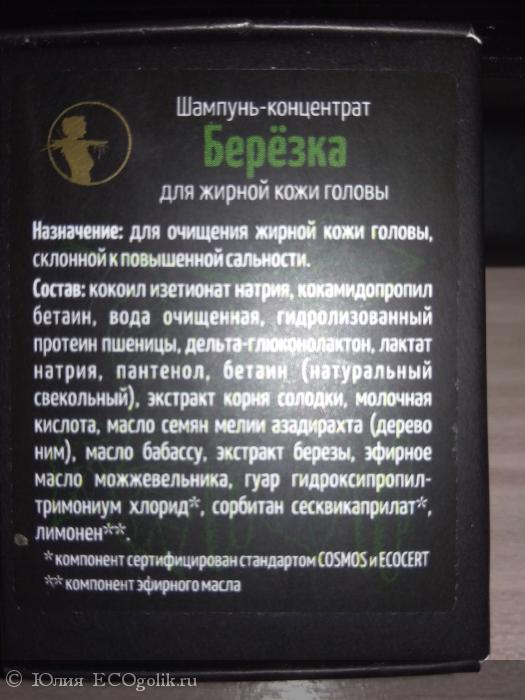 Шампунь-концентрат
Берёзка
для жирной кожи головы
Назначение: для очищения жирной кожи головы,
склонной к повышенной сальности.
Состав: кокоил изетионат натрия, кокамидопропил
бетаин, вода очищенная, гидролизованный
протеин пшеницы, дельта-глюконолактон, лактат
натрия, пантенол, бетаин (натуральный
свекольный), экстракт корня солодки, молочная
кислота, масло семян мелии азадирахта (дерево
ним), масло бабассу, экстракт березы, эфирное
масло можжевельника, гуар гидроксипропил-
тримониум хлорид*, сорбитан сесквикаприлат*,
лимонен**.
* компонент сертифицирован стандартом COSMOS и ECOCERT
** компонент эфирного масла
© Юлия ECOgolik.ru